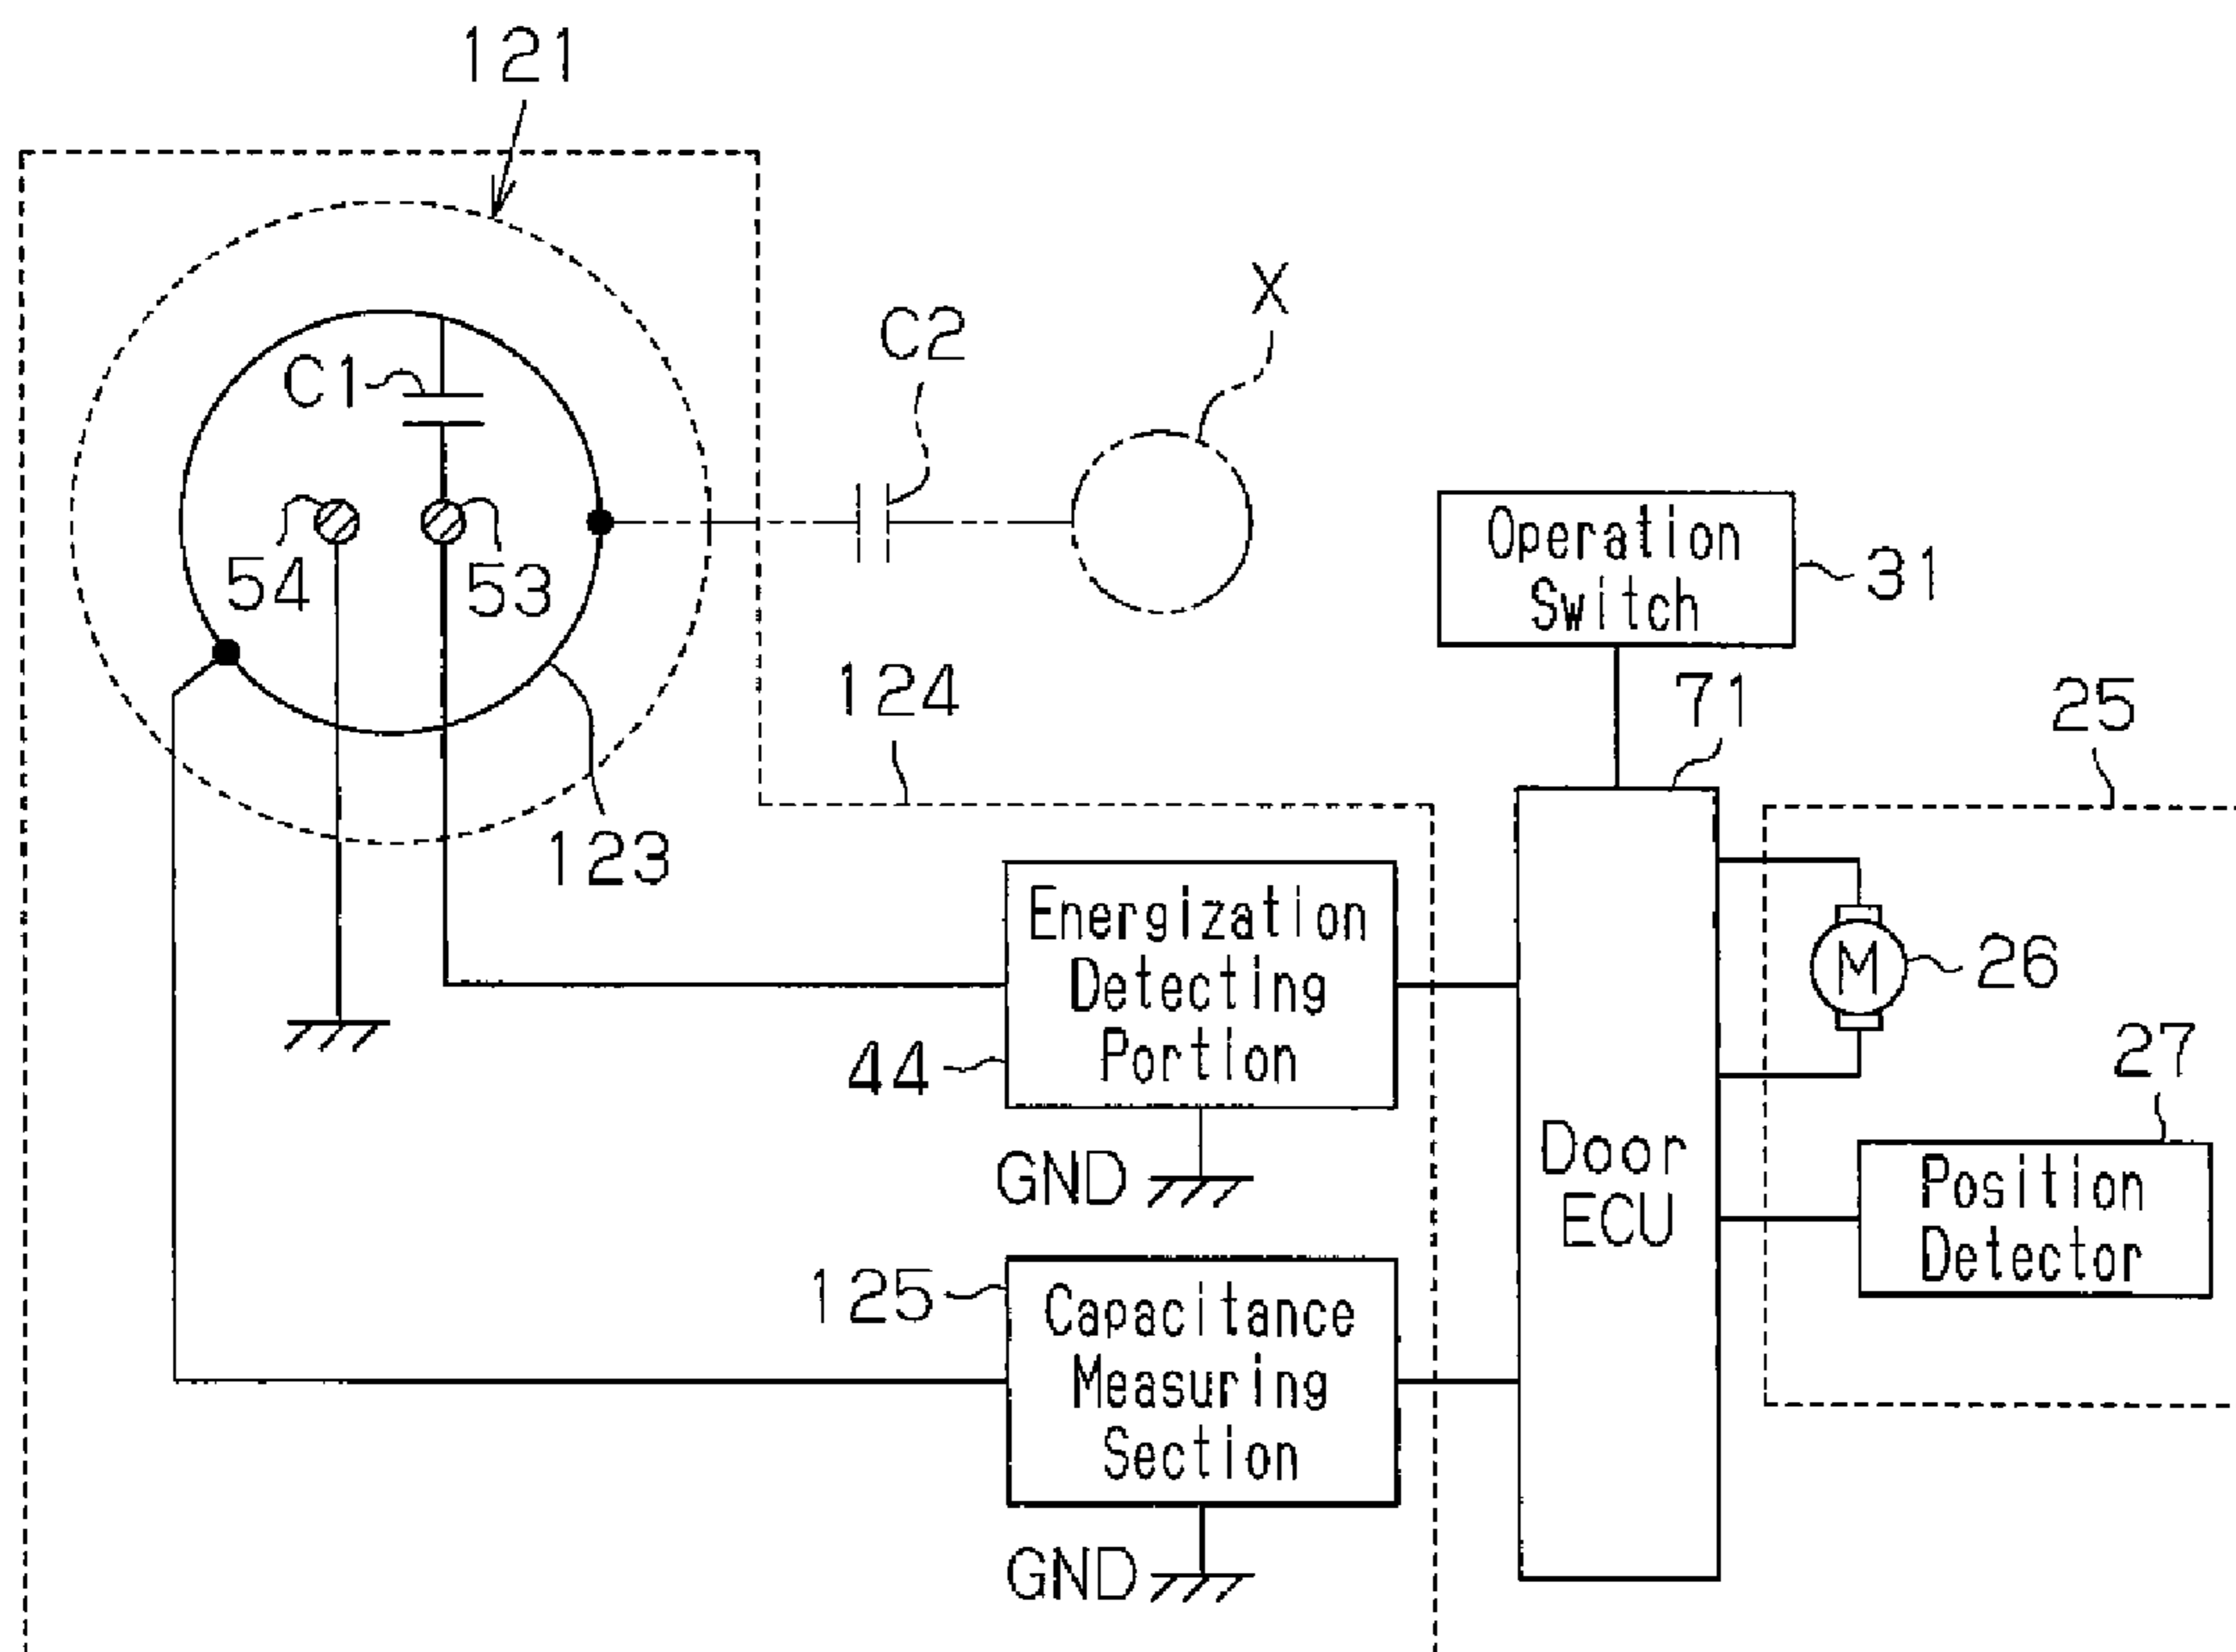 121
X
C2
C1
Operation
Switch
31
54
53
124
71
25
123
Energization
Detecting
Portion
M
26
44
27
Door
ECU
Position
Detector
GND
125
Capacitance
Measuring
Section
GND